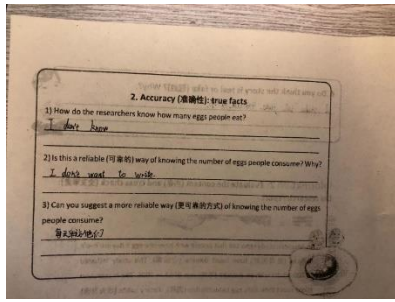 2. Accuracy (准确性): true facts
1) How do the researchers know how many eggs people eat?
I don't know
2) Is this a reliable (可靠的) way of knowing the number of eggs people consume? Why?
I don't want to write.
3) Can you suggest a more reliable way (更可靠的方式) of knowing the number of eggs
people consume?